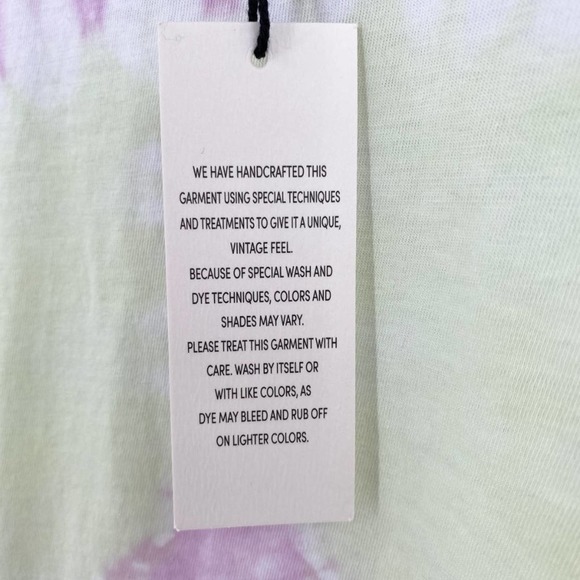 WE HAVE HANDCRAFTED THIS
GARMENT USING SPECIAL TECHNIQUES
AND TREATMENTS TO GIVE IT A UNIQUE,
VINTAGE FEEL.
BECAUSE OF SPECIAL WASH AND
DYE TECHNIQUES, COLORS AND
SHADES MAY VARY.
PLEASE TREAT THIS GARMENT WITH
CARE. WASH BY ITSELF OR
WITH LIKE COLORS, AS
DYE MAY BLEED AND RUB OFF
ON LIGHTER COLORS.